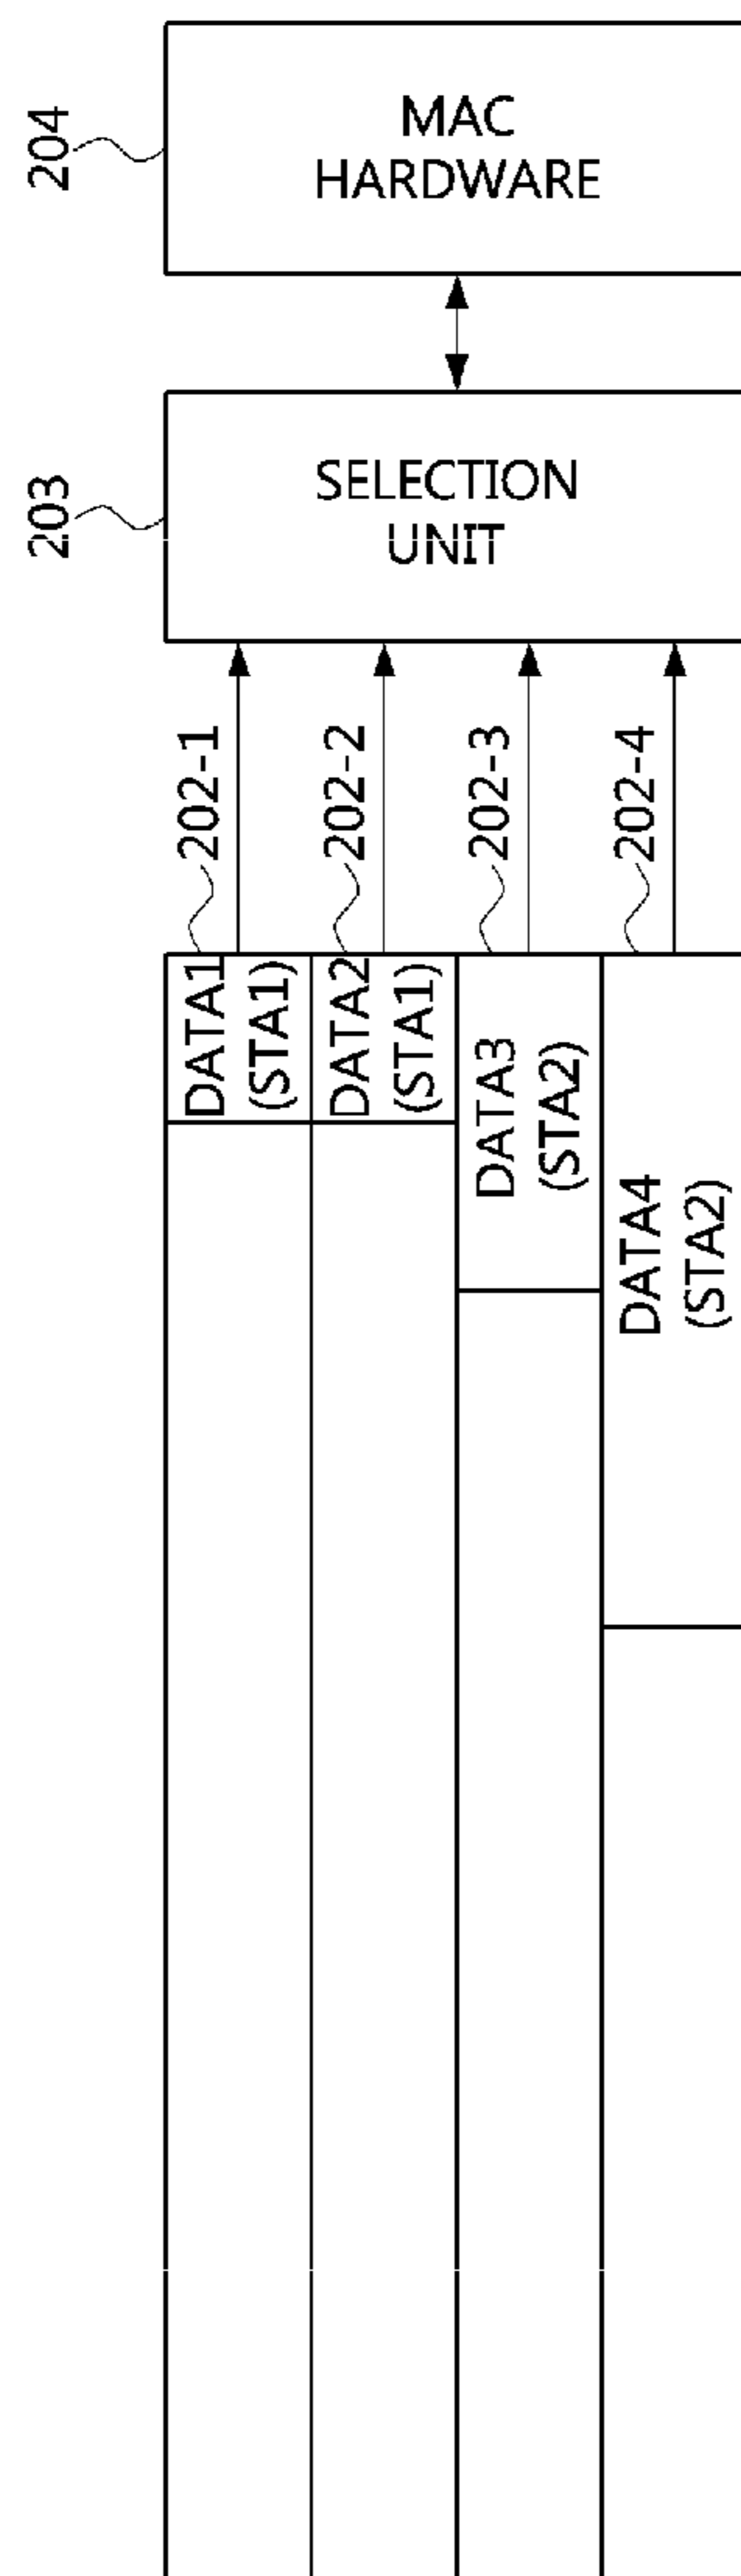 204
MAC
HARDWARE
203
SELECTION
UNIT
202-1
202-2
202-3
202-4
DATA1
(STA1)
DATA2
(STA1)
DATA3
(STA2)
DATA4
(STA2)